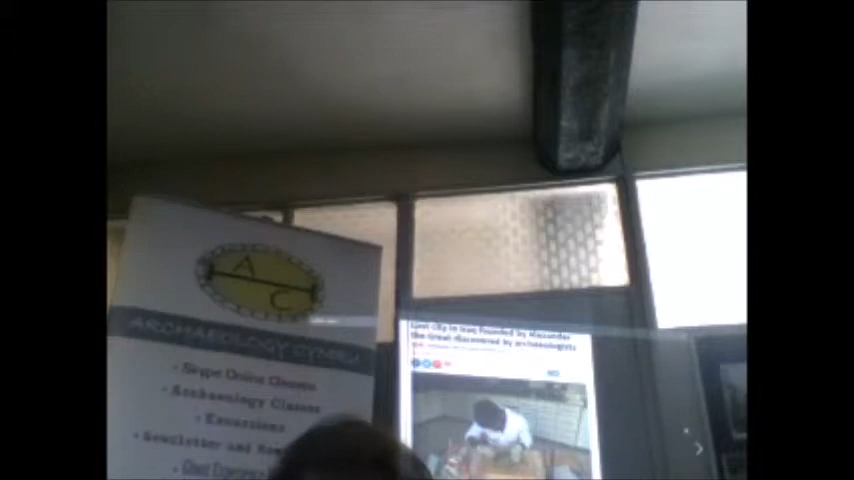 A
C
ARCHAEOLOGY CYMRU
- Skype Online Classes
- Archaeology Classes
- Excursions
- Newsletter and
Lost city in Iraq founded by Alexander
the Great discovered by archaeologists